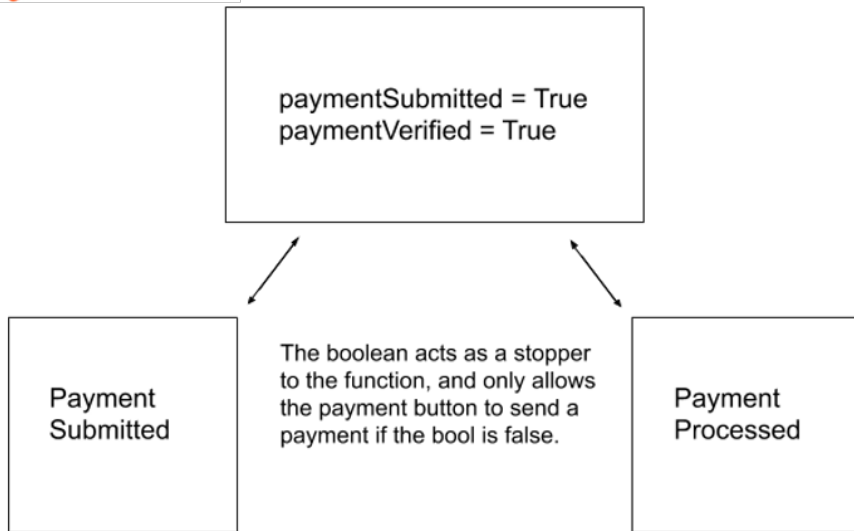 paymentSubmitted = True
paymentVerified = True
The boolean acts as a stopper
to the function, and only allows
the payment button to send a
payment if the bool is false.
Payment
Submitted
Payment
Processed